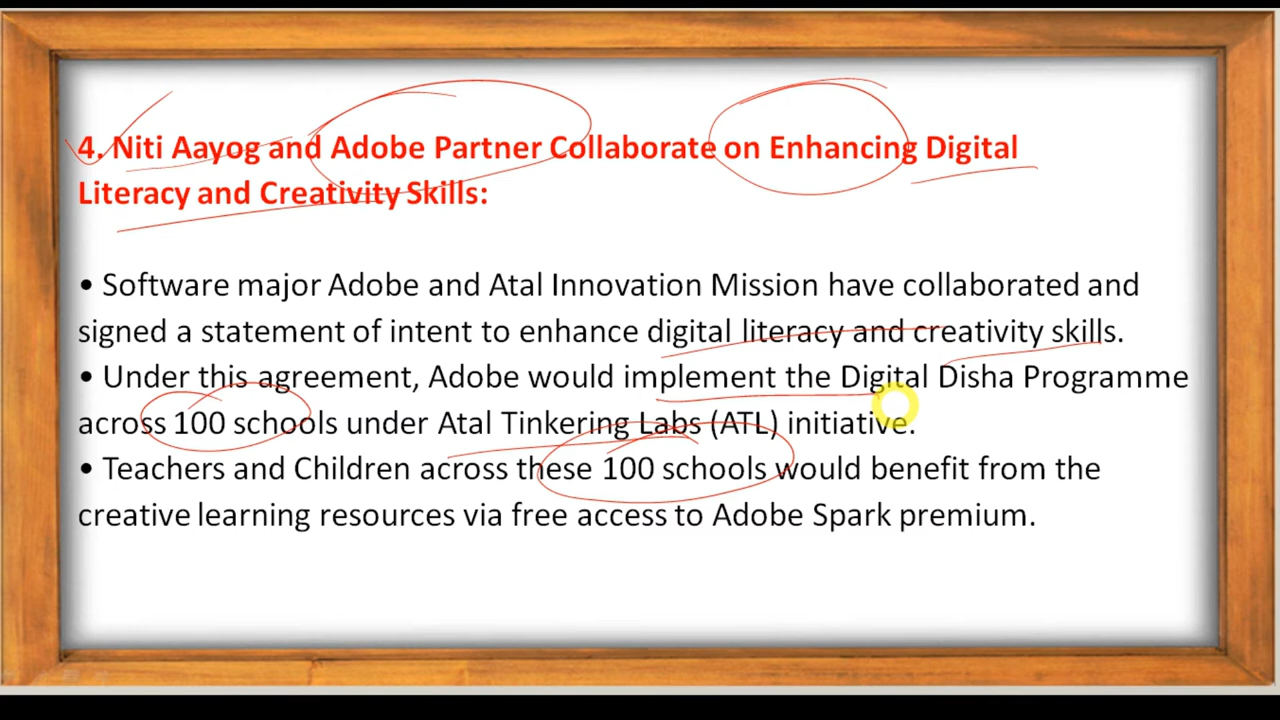 4. Niti Aayog and Adobe Partner Collaborate on Enhancing Digital
Literacy and Creativity Skills:
• Software major Adobe and Atal Innovation Mission have collaborated and
signed a statement of intent to enhance digital literacy and creativity skills.
• Under this agreement, Adobe would implement the Digital Disha Programme
across 100 schools under Atal Tinkering Labs (ATL) initiative.
• Teachers and Children across these 100 schools would benefit from the
creative learning resources via free access to Adobe Spark premium.